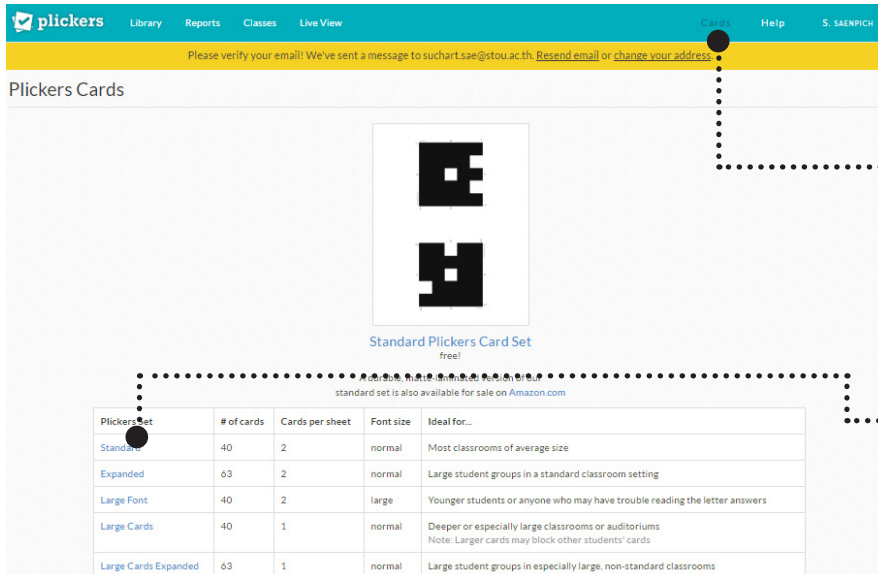 plickers Library Reports Classes Live View Cards Help S. SAENPICH
Please verify your email! We've sent a message to suchart.sae@stou.ac.th. Resend email or change your address.
Plickers Cards
Standard Plickers Card Set
free!
A durable, matte-laminated version of our
standard set is also available for sale on Amazon.com
Plickers Set # of cards Cards per sheet Font size Ideal for...
Standard 40 2 normal Most classrooms of average size
Expanded 63 2 normal Large student groups in a standard classroom setting
Large Font 40 2 large Younger students or anyone who may have trouble reading the letter answers
Large Cards 40 1 normal Deeper or especially large classrooms or auditoriums
Note: Larger cards may block other students' cards
Large Cards Expanded 63 1 normal Large student groups in especially large, non-standard classrooms